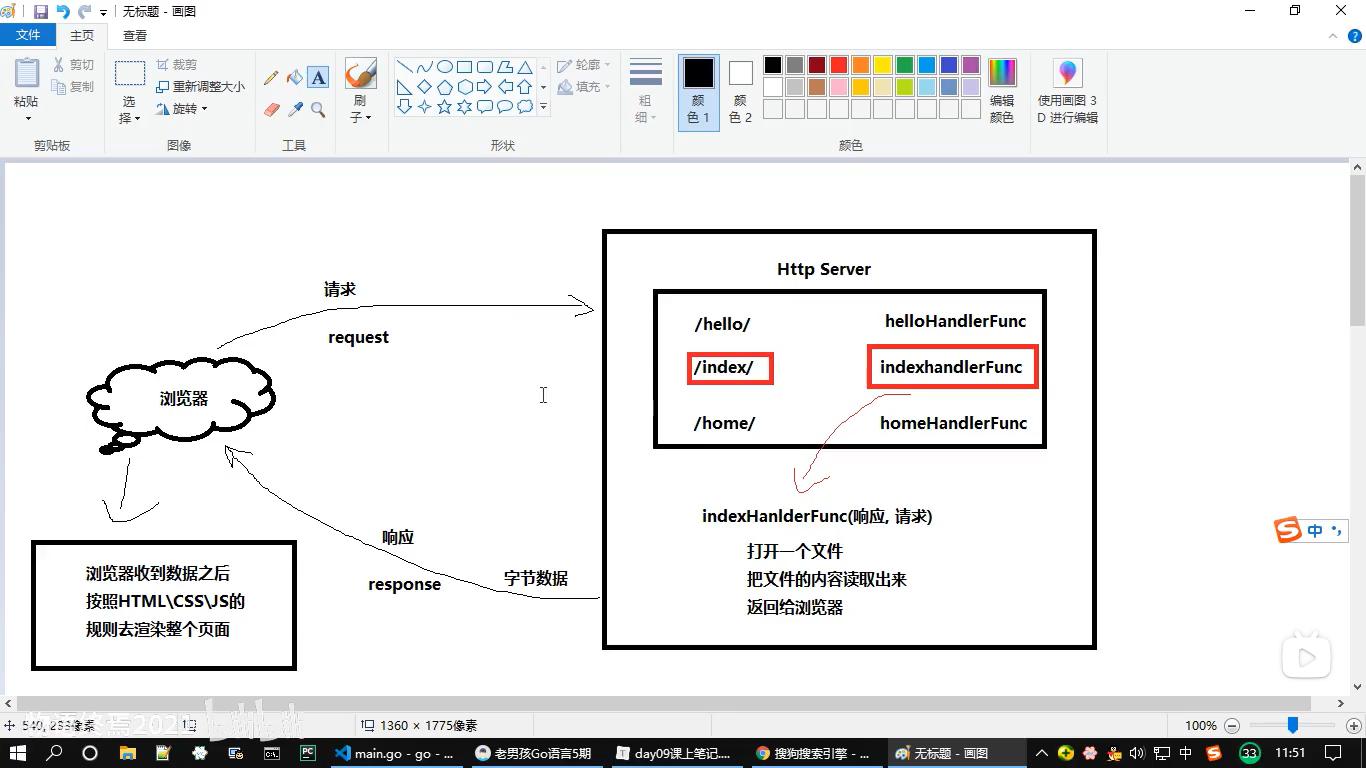 无标题 - 画图
文件 主页 查看
粘贴
剪切
复制
剪贴板
选择
裁剪
重新调整大小
旋转
图像
A
工具
刷子
轮廓
填充
形状
粗细
颜色 1
颜色 2
颜色
编辑颜色
使用画图 3D 进行编辑
请求
request
浏览器
响应
response
字节数据
浏览器收到数据之后
按照HTML\CSS\JS的
规则去渲染整个页面
Http Server
/hello/ helloHandlerFunc
/index/ indexhandlerFunc
/home/ homeHandlerFunc
indexHanlderFunc(响应, 请求)
打开一个文件
把文件的内容读取出来
返回给浏览器
S 中
1360 × 1775像素
100%
main.go - go - ...
老男孩Go语言5期
day09课上笔记....
搜狗搜索引擎 - ...
无标题 - 画图
中
33
11:51